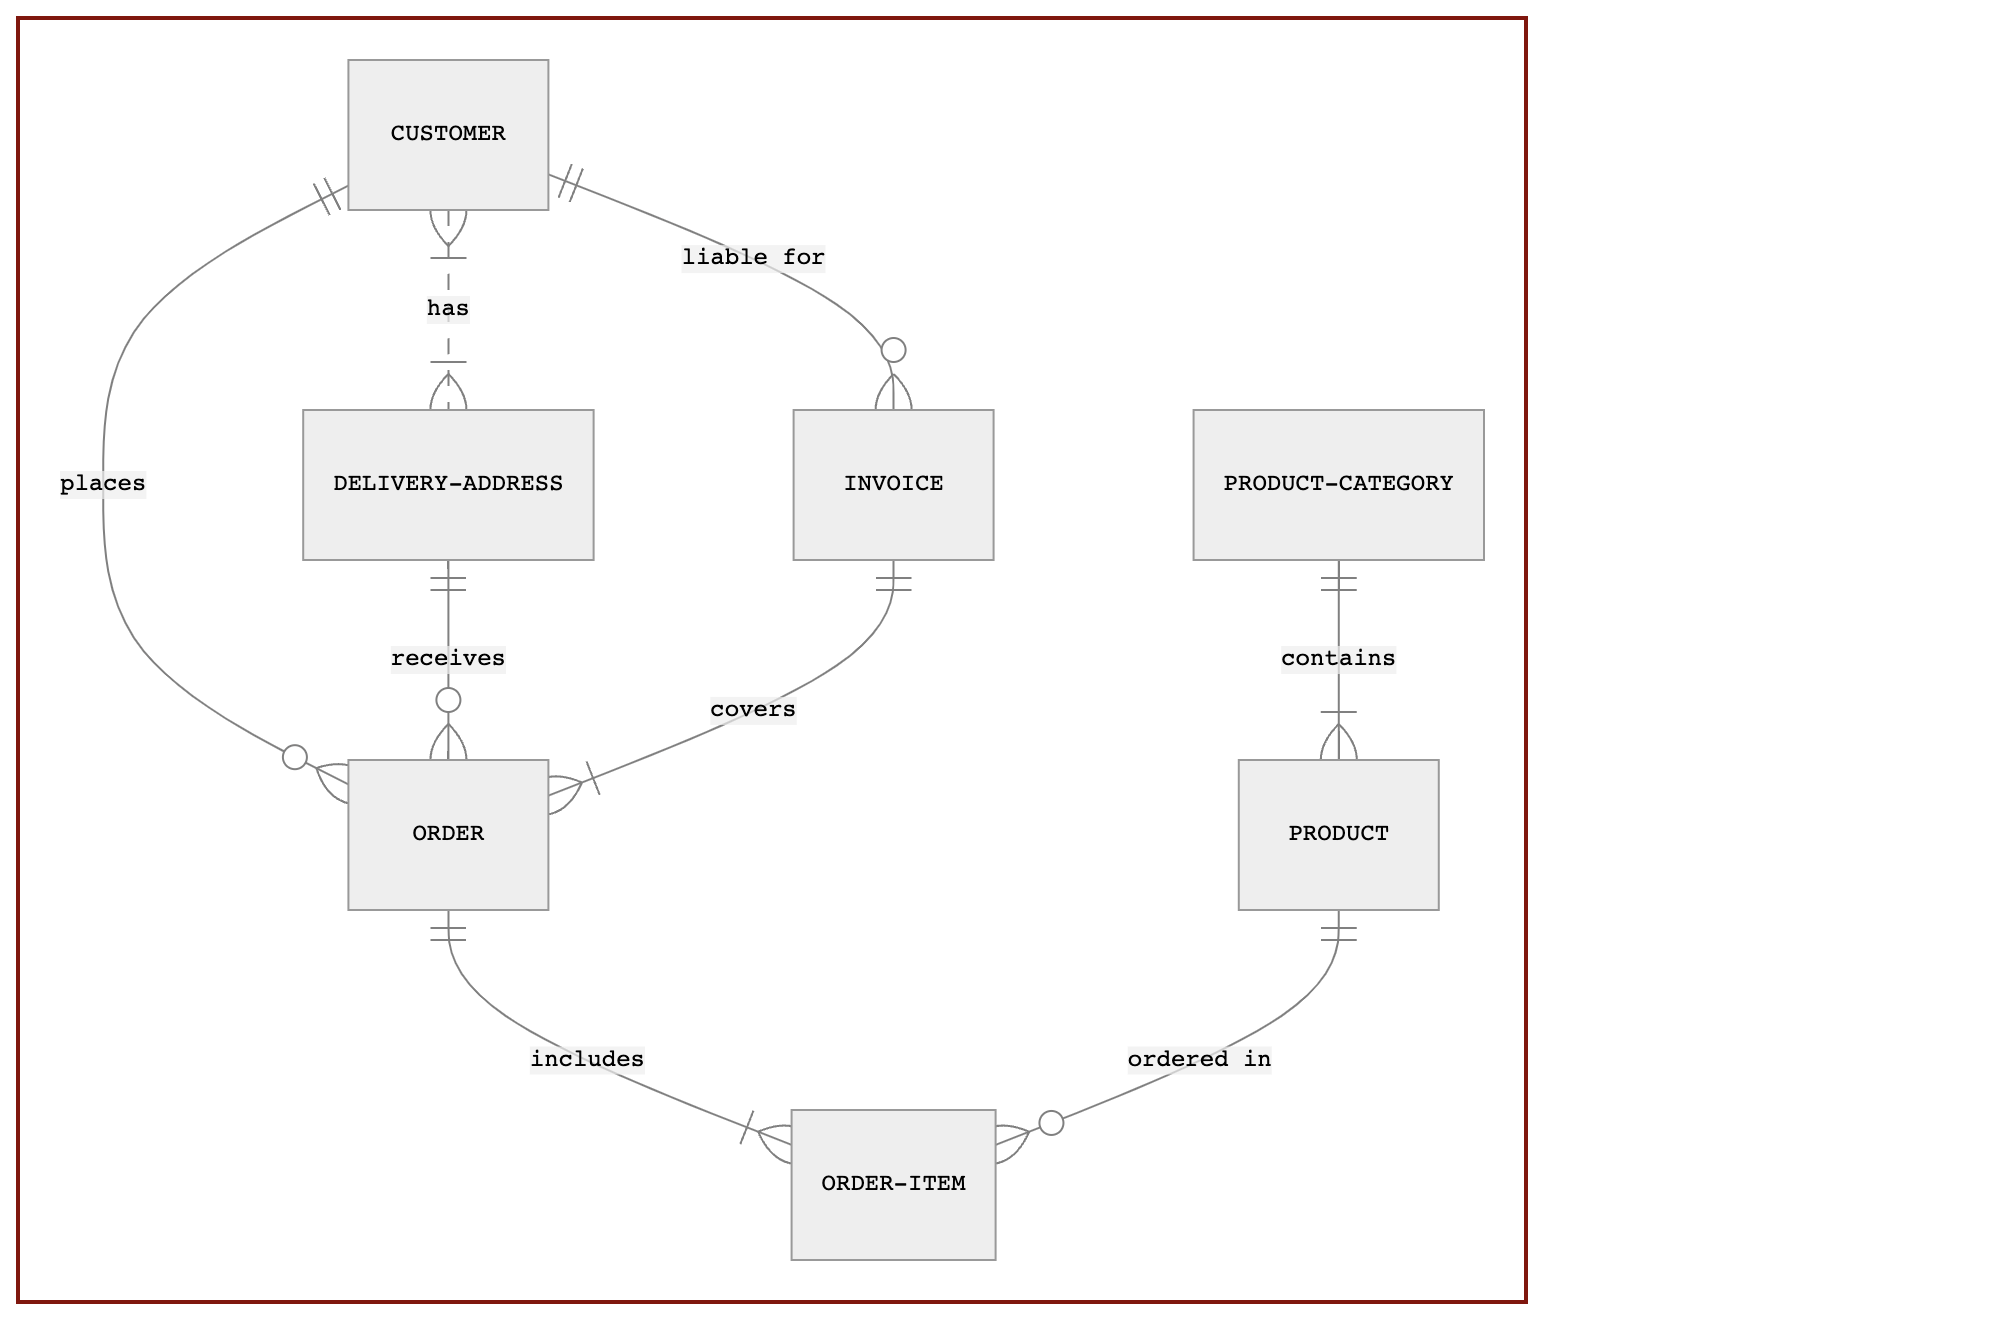 CUSTOMER
liable for
has
places
DELIVERY-ADDRESS
INVOICE
PRODUCT-CATEGORY
receives
contains
covers
ORDER
PRODUCT
includes
ordered in
ORDER-ITEM